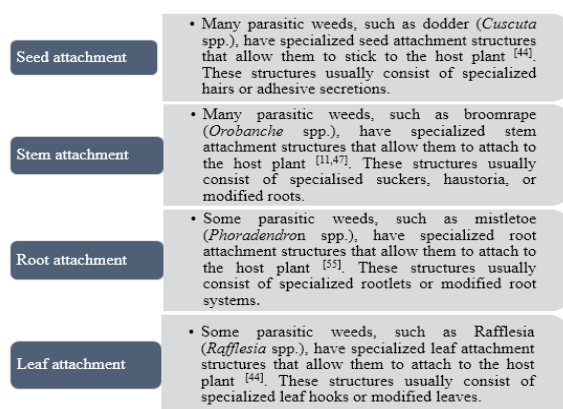 Seed attachment
• Many parasitic weeds, such as dodder (Cuscuta
spp.), have specialized seed attachment structures
that allow them to stick to the host plant [44].
These structures usually consist of specialized
hairs or adhesive secretions.
Stem attachment
• Many parasitic weeds, such as broomrape
(Orobanche spp.), have specialized stem
attachment structures that allow them to attach to
the host plant [11,47]. These structures usually
consist of specialised suckers, haustoria, or
modified roots.
Root attachment
• Some parasitic weeds, such as mistletoe
(Phoradendron spp.), have specialized root
attachment structures that allow them to attach to
the host plant [55]. These structures usually
consist of specialized rootlets or modified root
systems.
Leaf attachment
• Some parasitic weeds, such as Rafflesia
(Rafflesia spp.), have specialized leaf attachment
structures that allow them to attach to the host
plant [44]. These structures usually consist of
specialized leaf hooks or modified leaves.